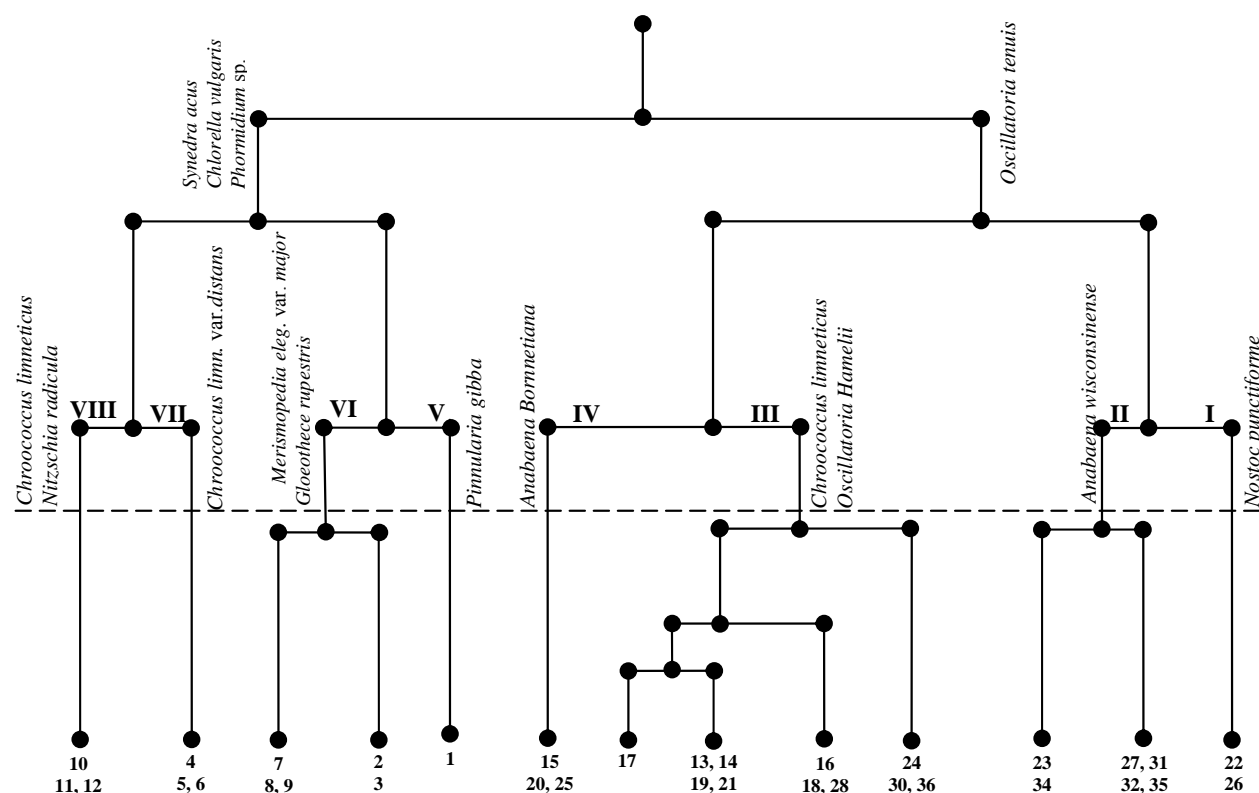 Synedra acus
Chlorella vulgaris
Phormidium sp.
Oscillatoria tenuis
Chroococcus limneticus
Nitzschia radicula
Chroococcus limn. var.distans
Merismopedia eleg. var. major
Gloeothece rupestris
Pinnularia gibba
Anabaena Bornnetiana
Chroococcus limneticus
Oscillatoria Hamelii
Anabaena wisconsinense
Nostoc punctiforme
VIII
VII
VI
V
IV
III
II
I
10
11, 12
4
5, 6
7
8, 9
2
3
1
15
20, 25
17
13, 14
19, 21
16
18, 28
24
30, 36
23
34
27, 31
32, 35
22
26